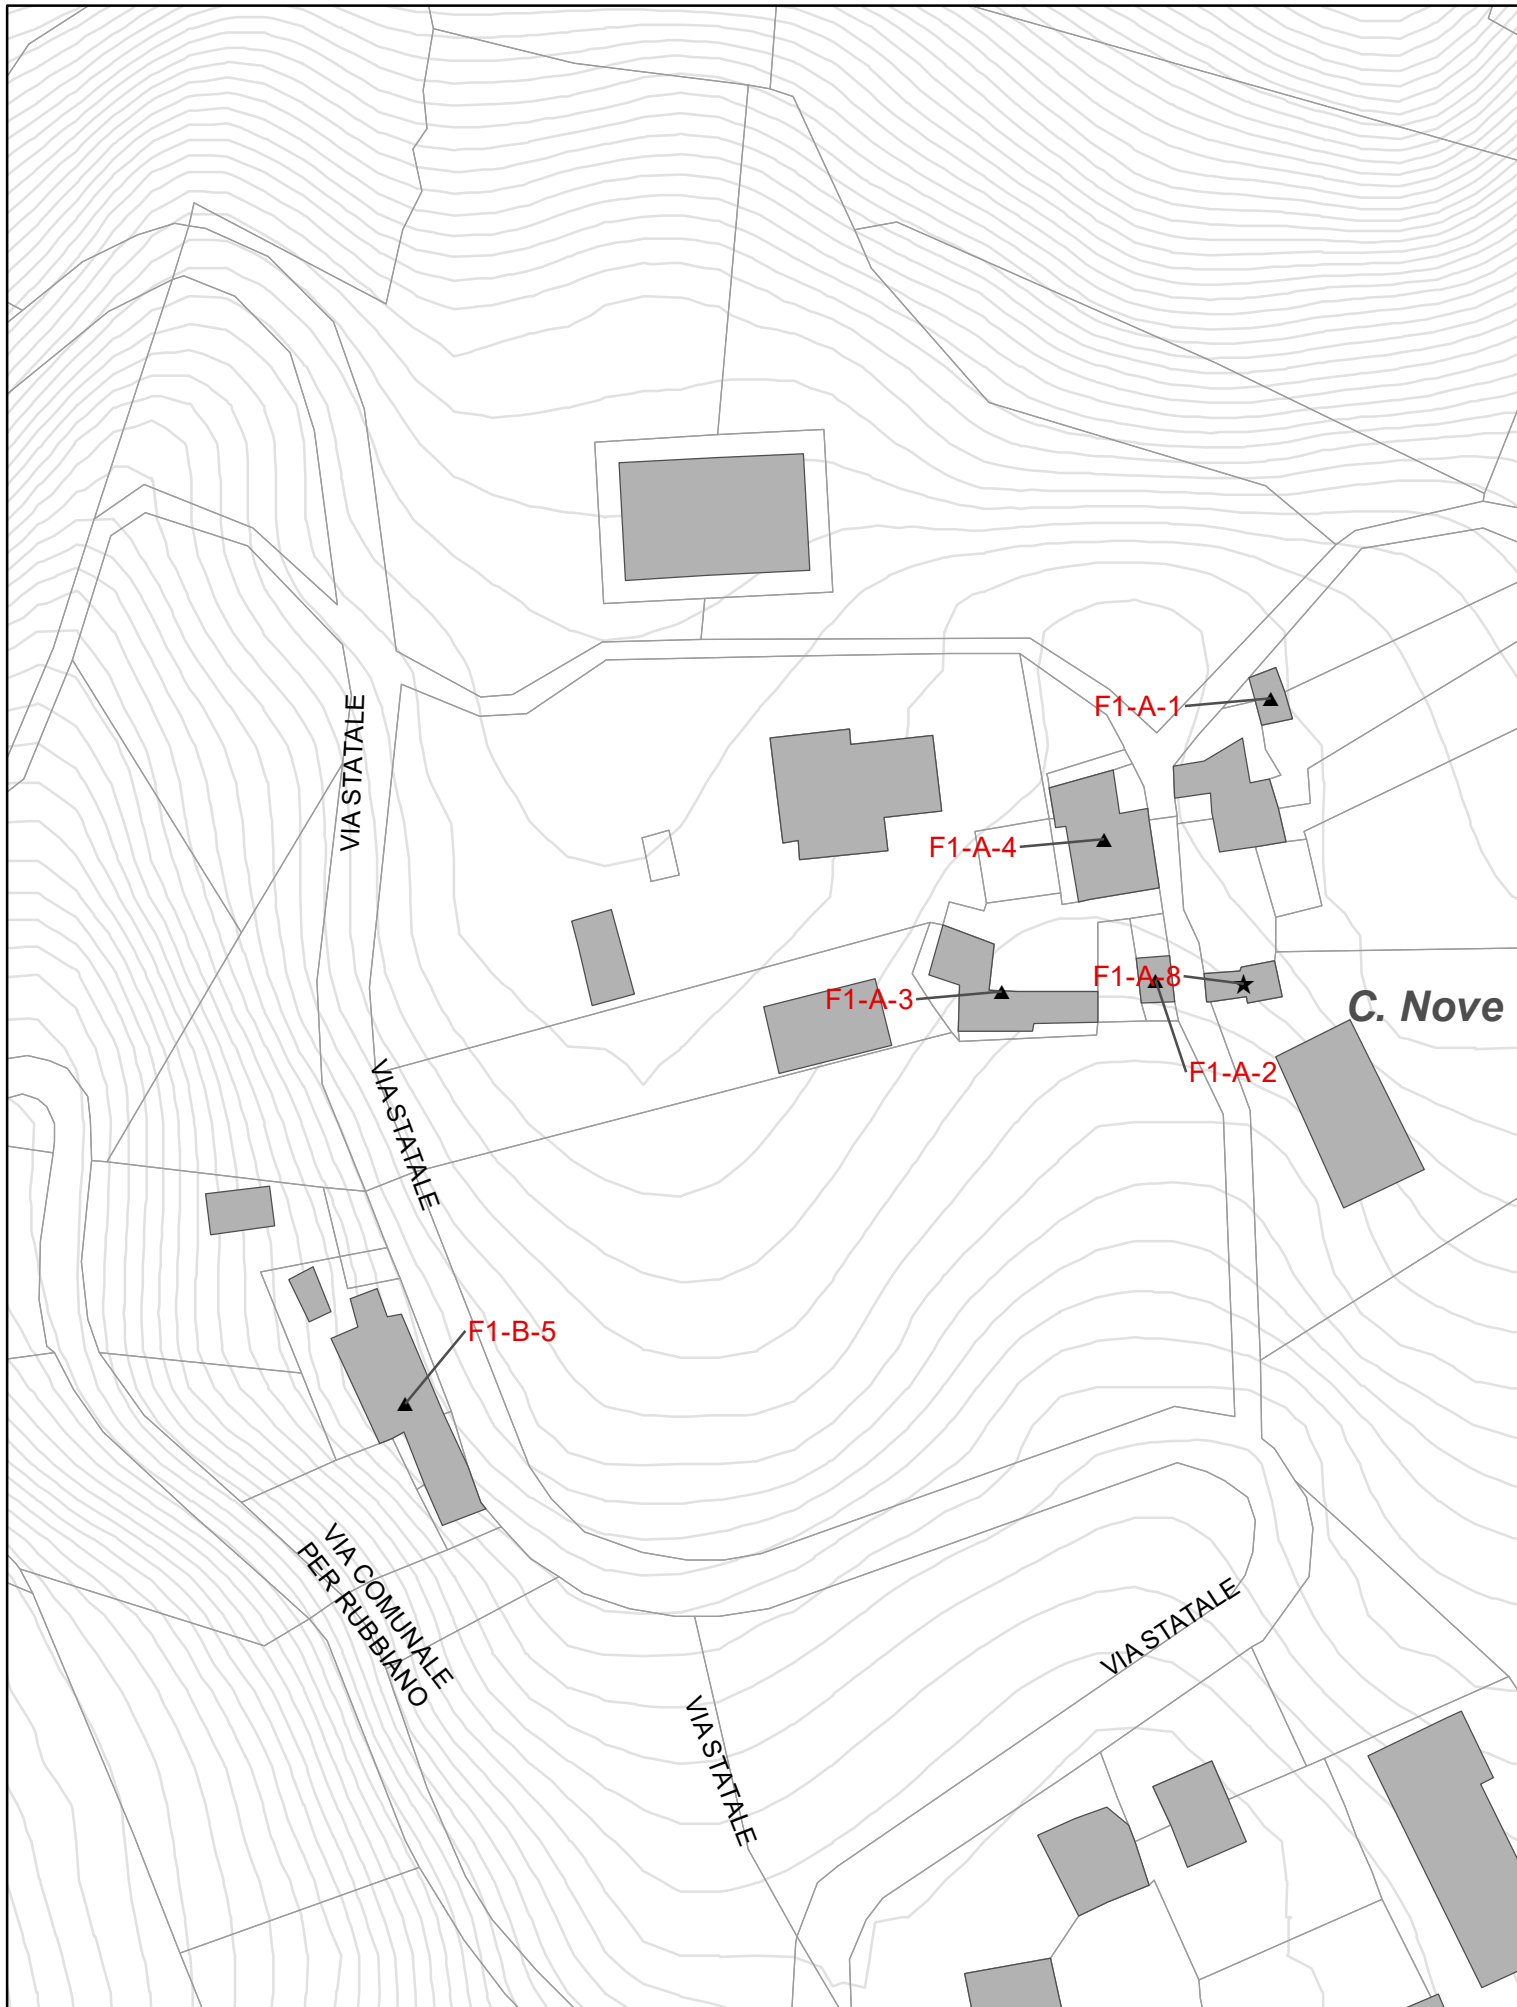 VIA STATALE
F1-A-1
F1-A-4
F1-A-8
F1-A-3
C. Nove
F1-A-2
VIA STATALE
F1-B-5
VIA COMUNALE
PER RUBBIANO
VIA STATALE
VIA STATALE